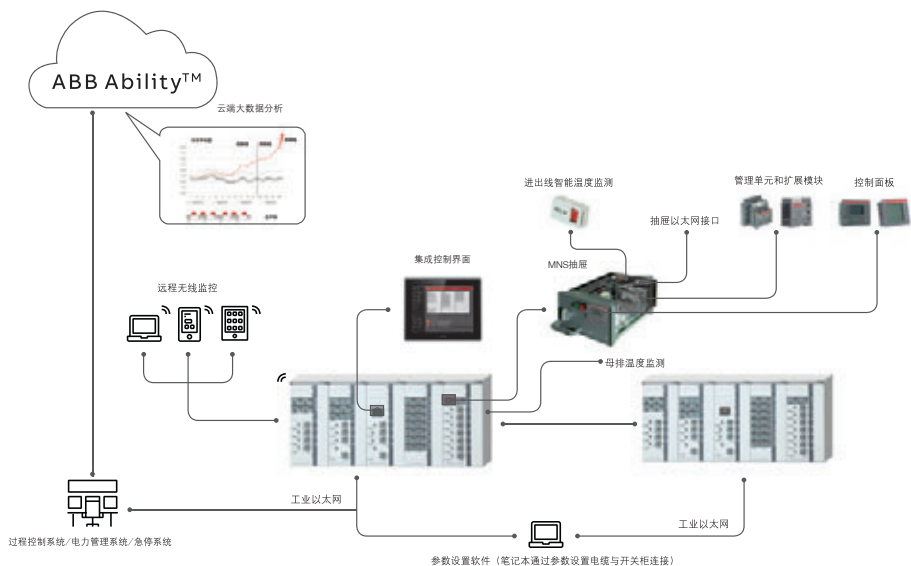 ABB Ability™
云端大数据分析
进出线智能温度监测
管理单元和扩展模块
控制面板
抽屉以太网接口
集成控制界面
MNS抽屉
远程无线监控
母排温度监测
工业以太网
工业以太网
过程控制系统/电力管理系统/急停系统
参数设置软件（笔记本通过参数设置电缆与开关柜连接）